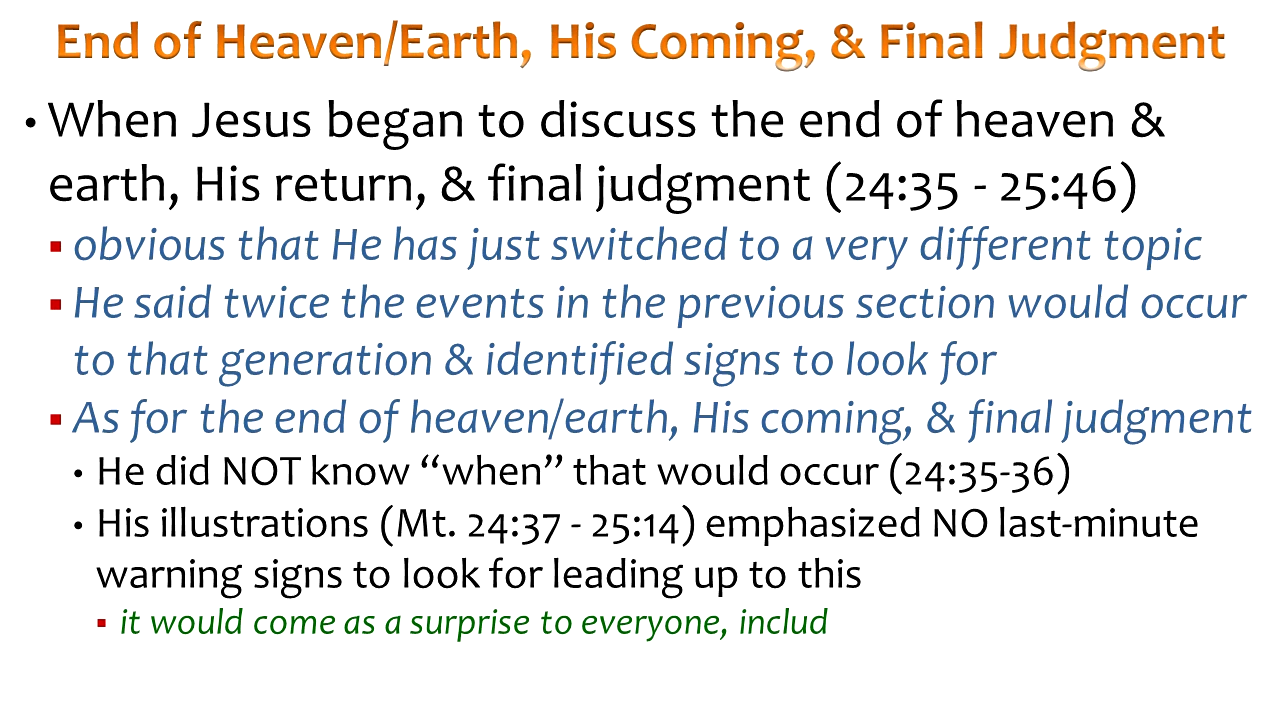 End of Heaven/Earth, His Coming, & Final Judgment
• When Jesus began to discuss the end of heaven &
earth, His return, & final judgment (24:35 - 25:46)
▪ obvious that He has just switched to a very different topic
▪ He said twice the events in the previous section would occur
to that generation & identified signs to look for
▪ As for the end of heaven/earth, His coming, & final judgment
• He did NOT know “when” that would occur (24:35-36)
• His illustrations (Mt. 24:37 - 25:14) emphasized NO last-minute
warning signs to look for leading up to this
▪ it would come as a surprise to everyone, includ